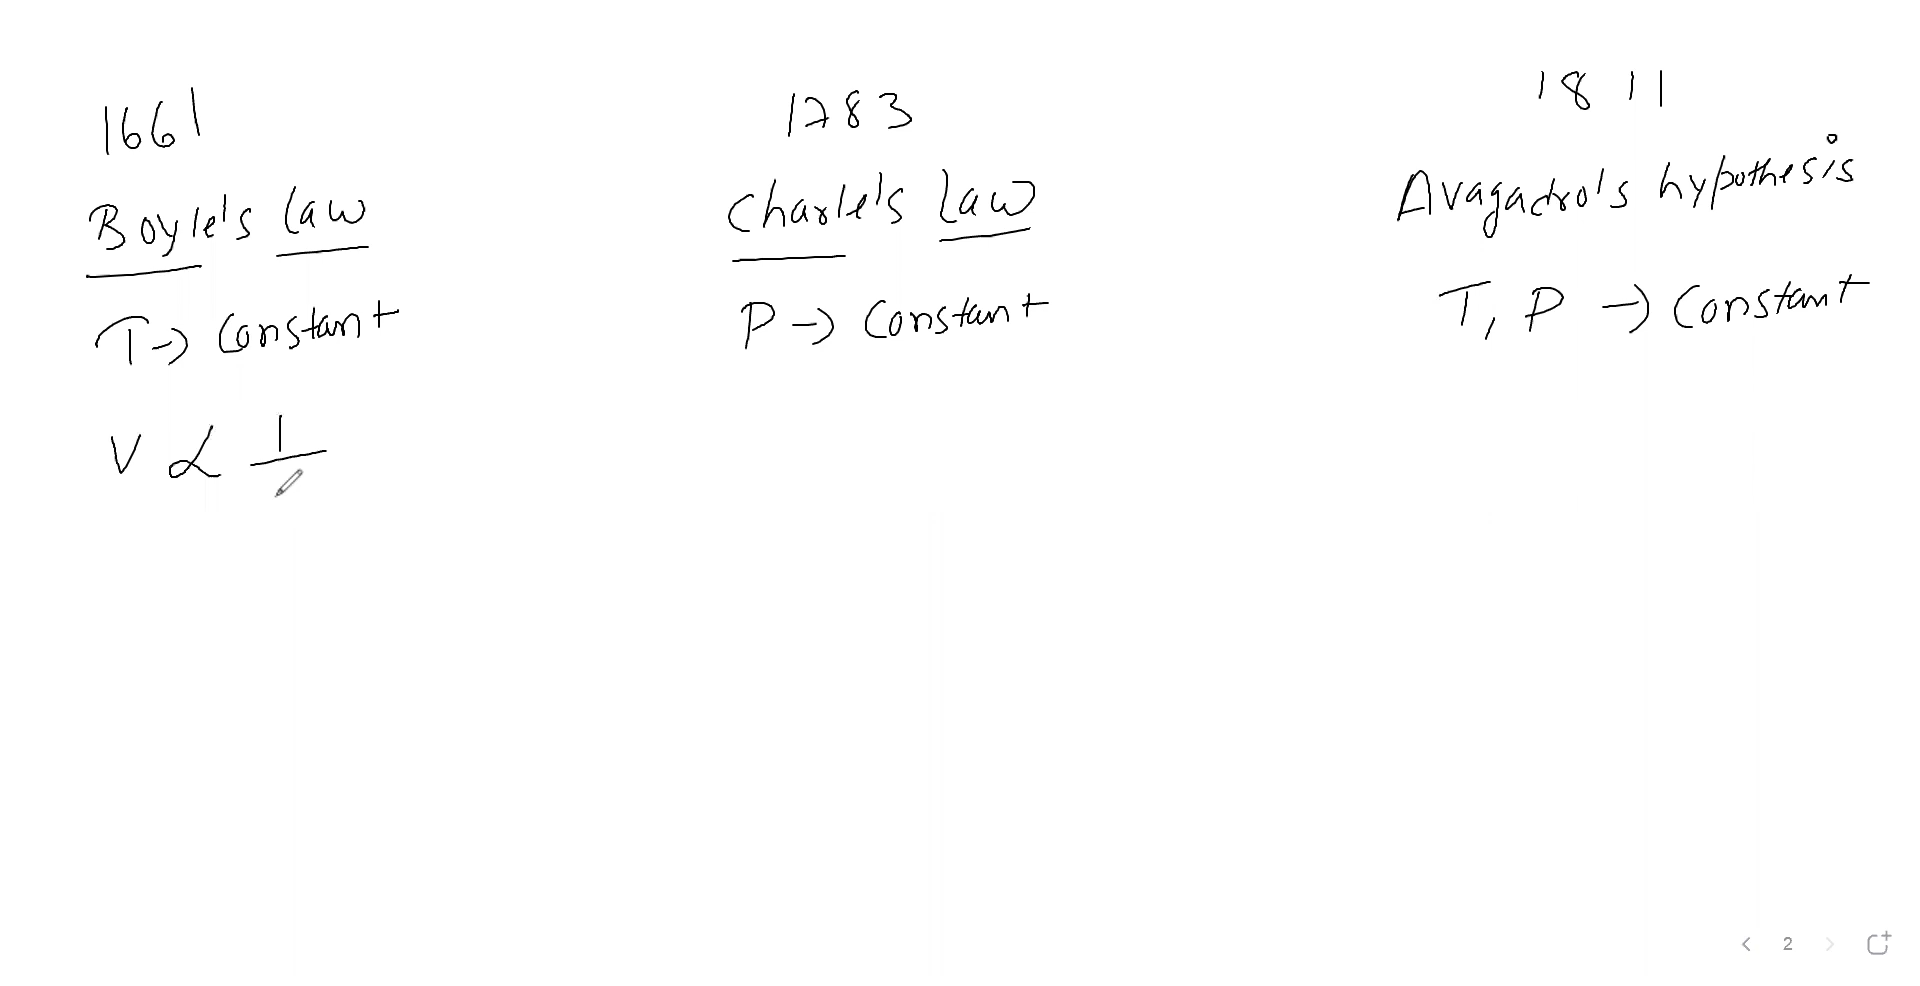 1661
Boyle's Law
T → Constant
V ∝ 1/
1783
Charle's Law
P → Constant
1811
Avagadro's hypothesis
T, P → Constant
2